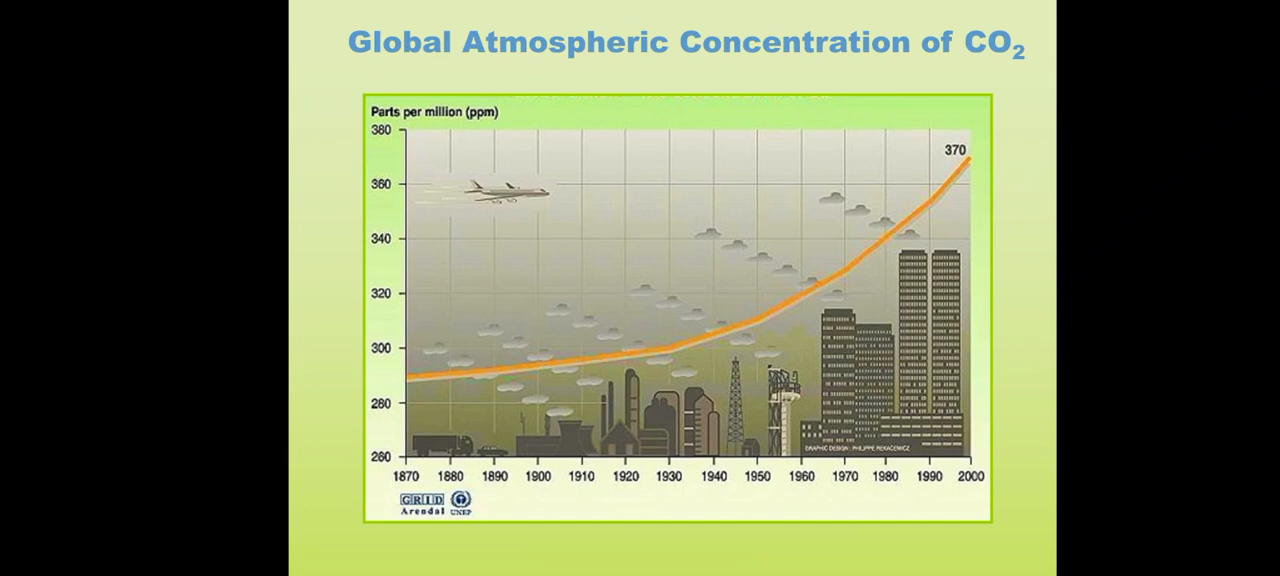 Global Atmospheric Concentration of CO₂
Parts per million (ppm)
380
370
360
340
320
300
280
260
GRAPHIC DESIGN : PHILIPPE REKACEWICZ
1870 1880 1890 1900 1910 1920 1930 1940 1950 1960 1970 1980 1990 2000
GRID
Arendal UNEP